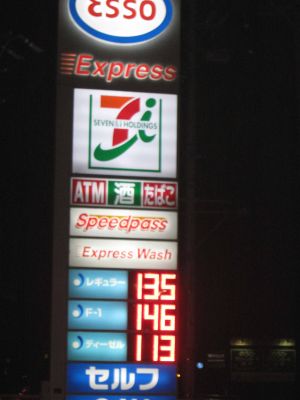 ESSO
Express
7i
SEVEN & i HOLDINGS
ATM 酒 たばこ
Speedpass
Express Wash
レギュラー 135
F-1 146
ディーゼル 113
セルフ